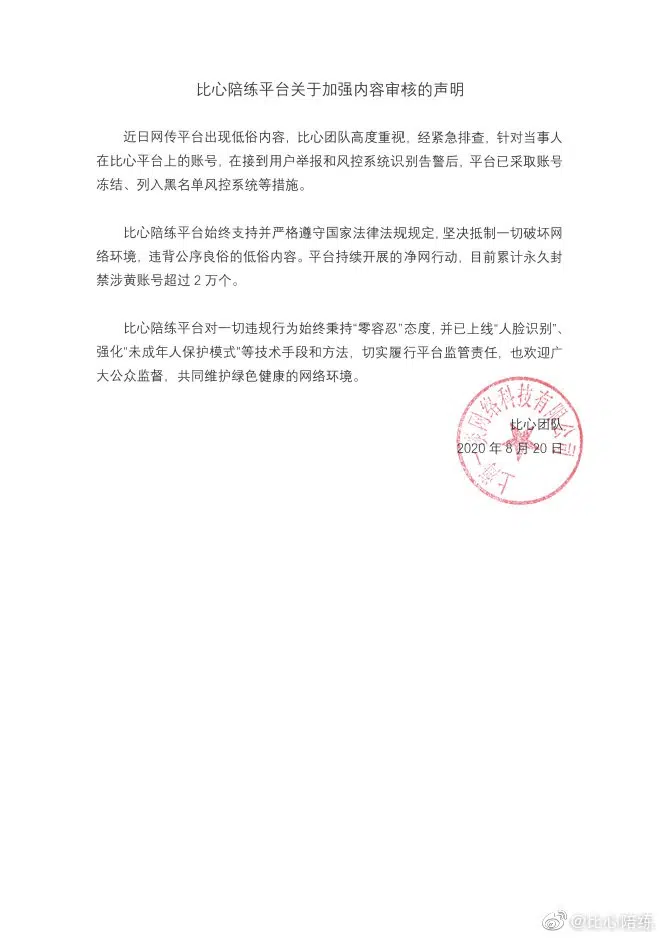 比心陪练平台关于加强内容审核的声明
近日网传平台出现低俗内容，比心团队高度重视，经紧急排查，针对当事人
在比心平台上的账号，在接到用户举报和风控系统识别告警后，平台已采取账号
冻结、列入黑名单风控系统等措施。
比心陪练平台始终支持并严格遵守国家法律法规规定，坚决抵制一切破坏网
络环境，违背公序良俗的低俗内容。平台持续开展的净网行动，目前累计永久封
禁涉黄账号超过 2 万个。
比心陪练平台对一切违规行为始终秉持“零容忍”态度，并已上线“人脸识别”、
强化“未成年人保护模式”等技术手段和方法，切实履行平台监管责任，也欢迎广
大公众监督，共同维护绿色健康的网络环境。
比心团队
2020 年 8 月 20 日
网络科技有限公司
@比心陪练